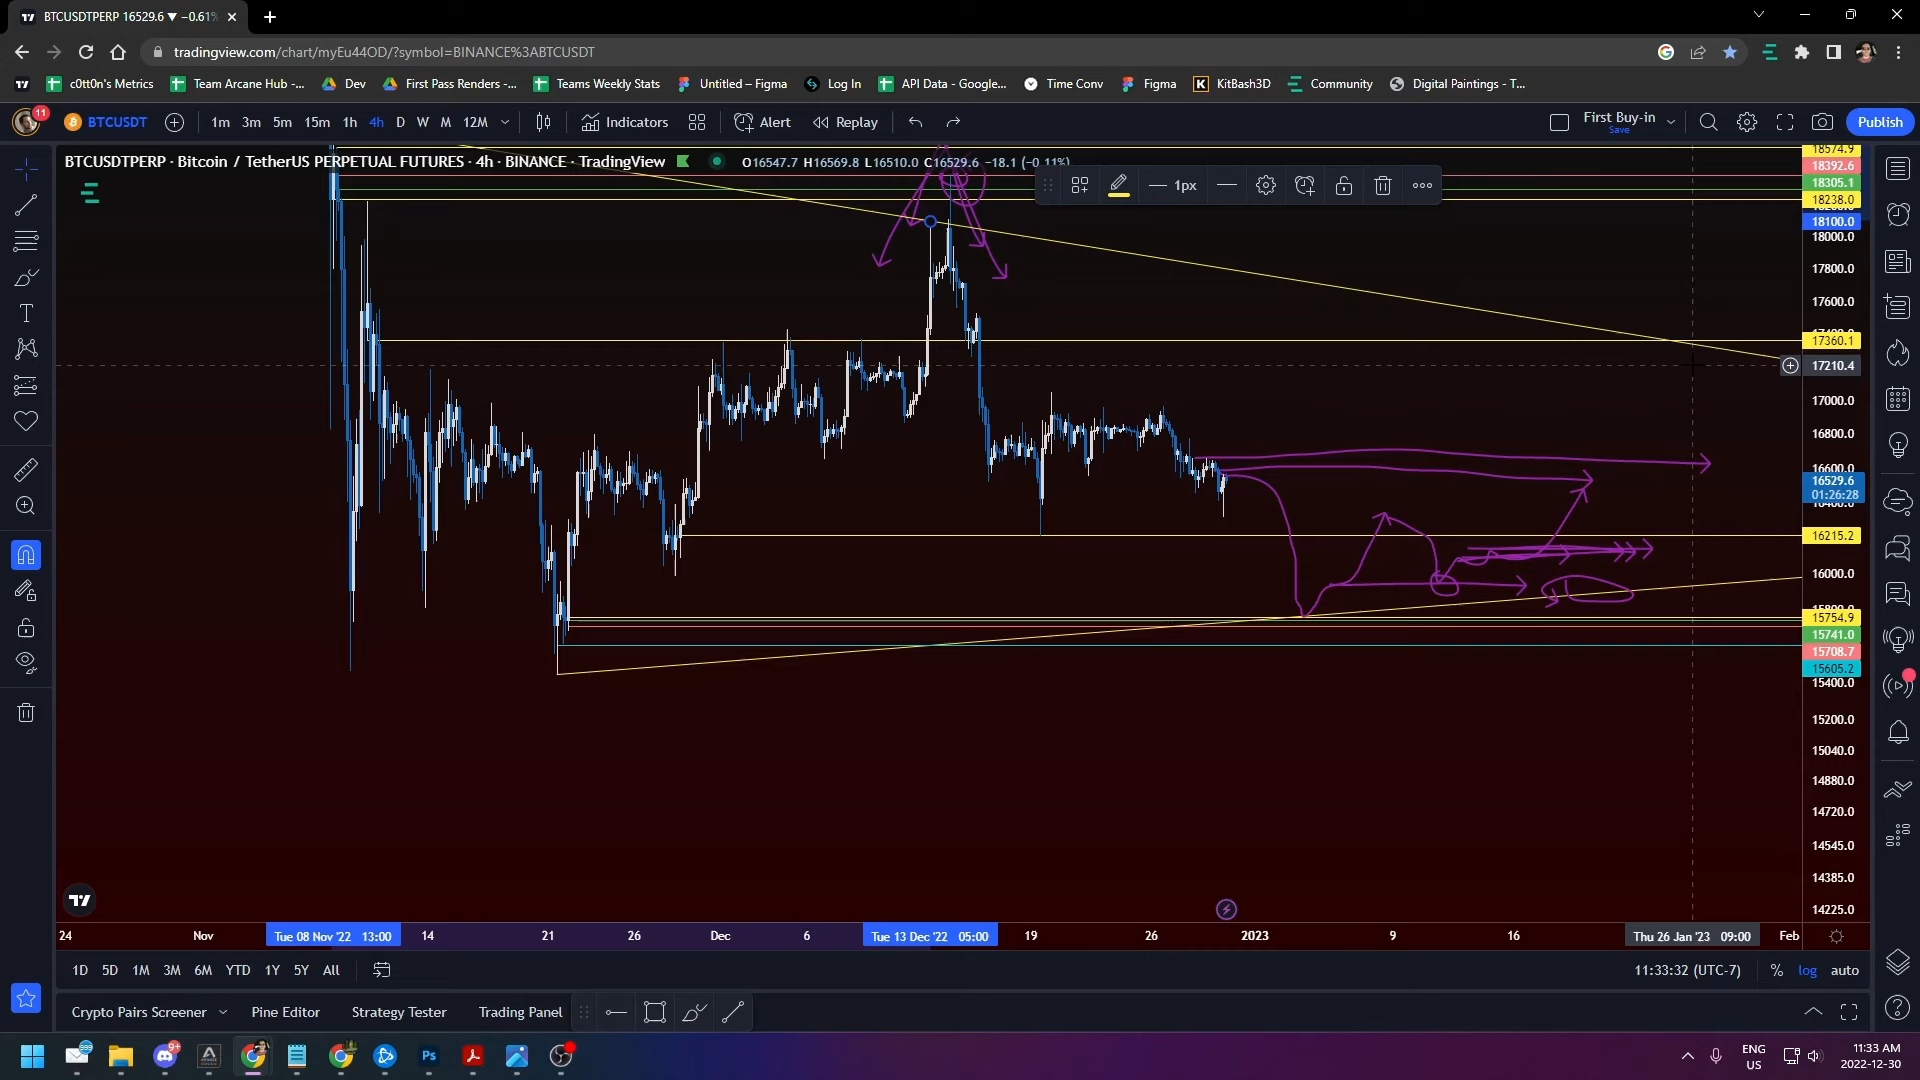 BTCUSDTPERP 16529.6 ▼ −0.61%
tradingview.com/chart/myEu44OD/?symbol=BINANCE%3ABTCUSDT
c0tt0n's Metrics Team Arcane Hub -... Dev First Pass Renders -... Teams Weekly Stats Untitled – Figma Log In API Data - Google... Time Conv Figma KitBash3D Community Digital Paintings - T...
11 BTCUSDT 1m 3m 5m 15m 1h 4h D W M 12M Indicators Alert Replay First Buy-in Save Publish
BTCUSDTPERP · Bitcoin / TetherUS PERPETUAL FUTURES · 4h · BINANCE · TradingView O16547.7 H16569.8 L16510.0 C16529.6 −18.1 (−0.11%)
1px
18574.9
18392.6
18305.1
18238.0
18100.0
18000.0
17800.0
17600.0
17360.1
17210.4
17000.0
16800.0
16600.0
16529.6
01:26:28
16215.2
16000.0
15754.9
15741.0
15708.7
15605.2
15400.0
15200.0
15040.0
14880.0
14720.0
14545.0
14385.0
14225.0
24 Nov Tue 08 Nov '22 13:00 14 21 26 Dec 6 Tue 13 Dec '22 05:00 19 26 2023 9 16 Thu 26 Jan '23 09:00 Feb
1D 5D 1M 3M 6M YTD 1Y 5Y All 11:33:32 (UTC-7) % log auto
Crypto Pairs Screener Pine Editor Strategy Tester Trading Panel
ENG
US
11:33 AM
2022-12-30